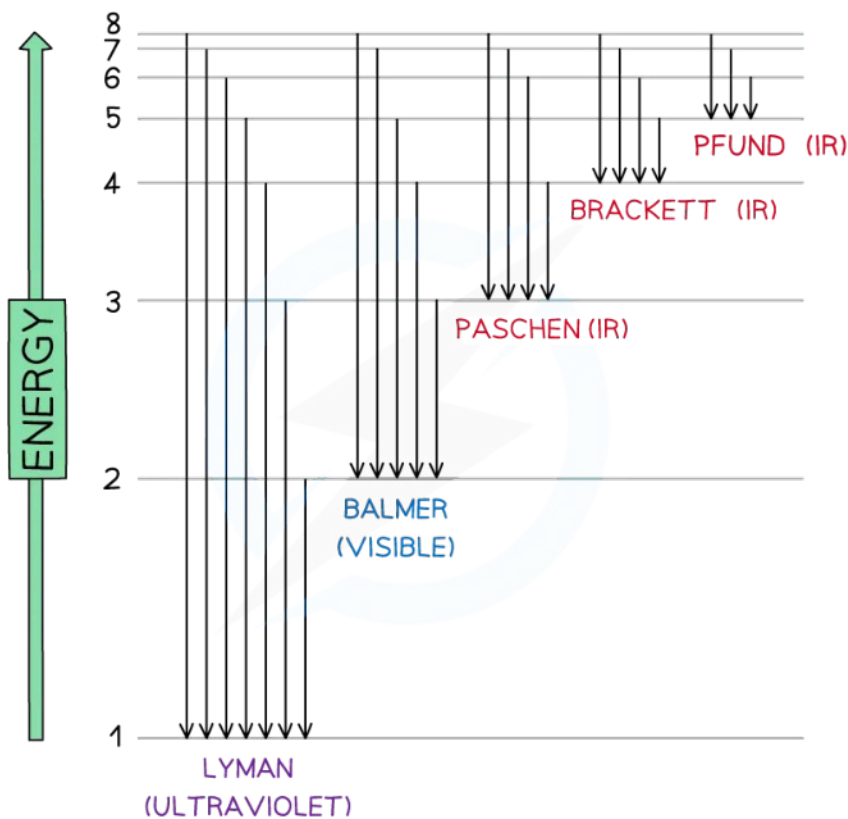 8
7
6
5
PFUND (IR)
4
BRACKETT (IR)
3
PASCHEN (IR)
ENERGY
2
BALMER
(VISIBLE)
1
LYMAN
(ULTRAVIOLET)